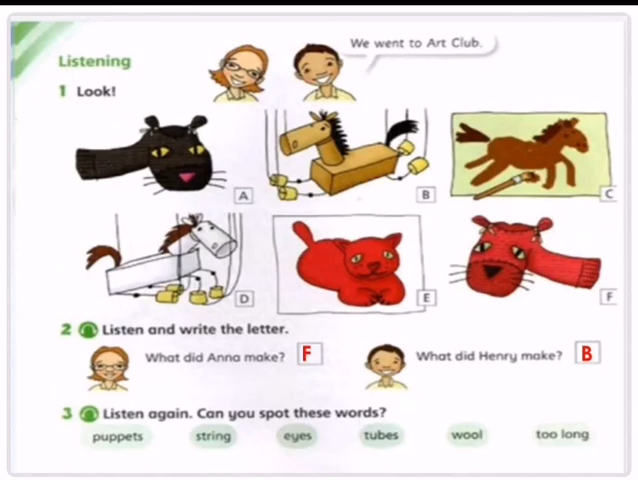 We went to Art Club.
Listening
1 Look!
A
B
C
D
E
F
2 Listen and write the letter.
What did Anna make? F
What did Henry make? B
3 Listen again. Can you spot these words?
puppets string eyes tubes wool too long